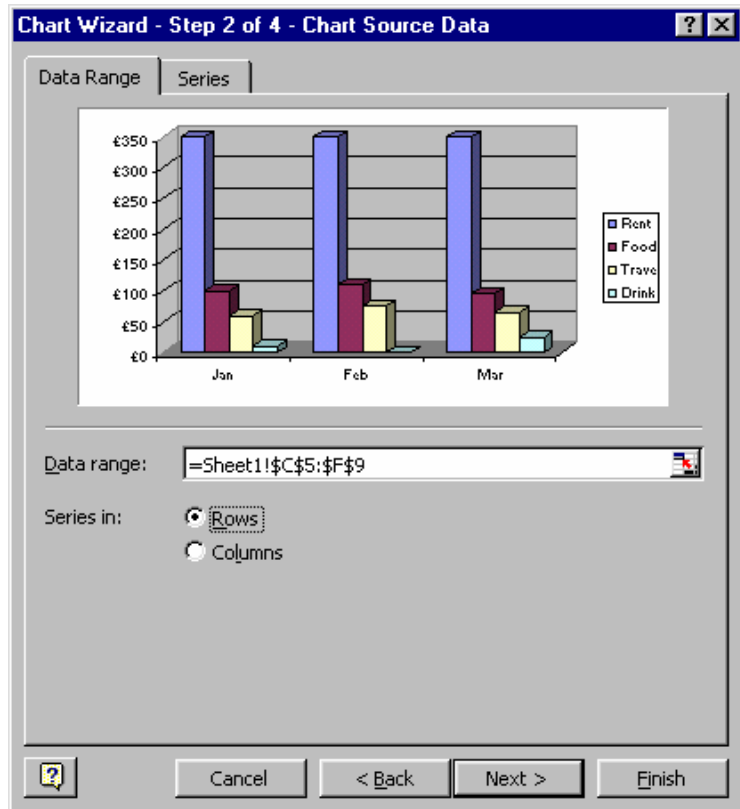 Chart Wizard - Step 2 of 4 - Chart Source Data
Data Range
Series
£350
£300
£250
£200
£150
£100
£50
£0
Jan
Feb
Mar
Rent
Food
Trave
Drink
Data range:
=Sheet1!$C$5:$F$9
Series in:
Rows
Columns
Cancel
< Back
Next >
Finish